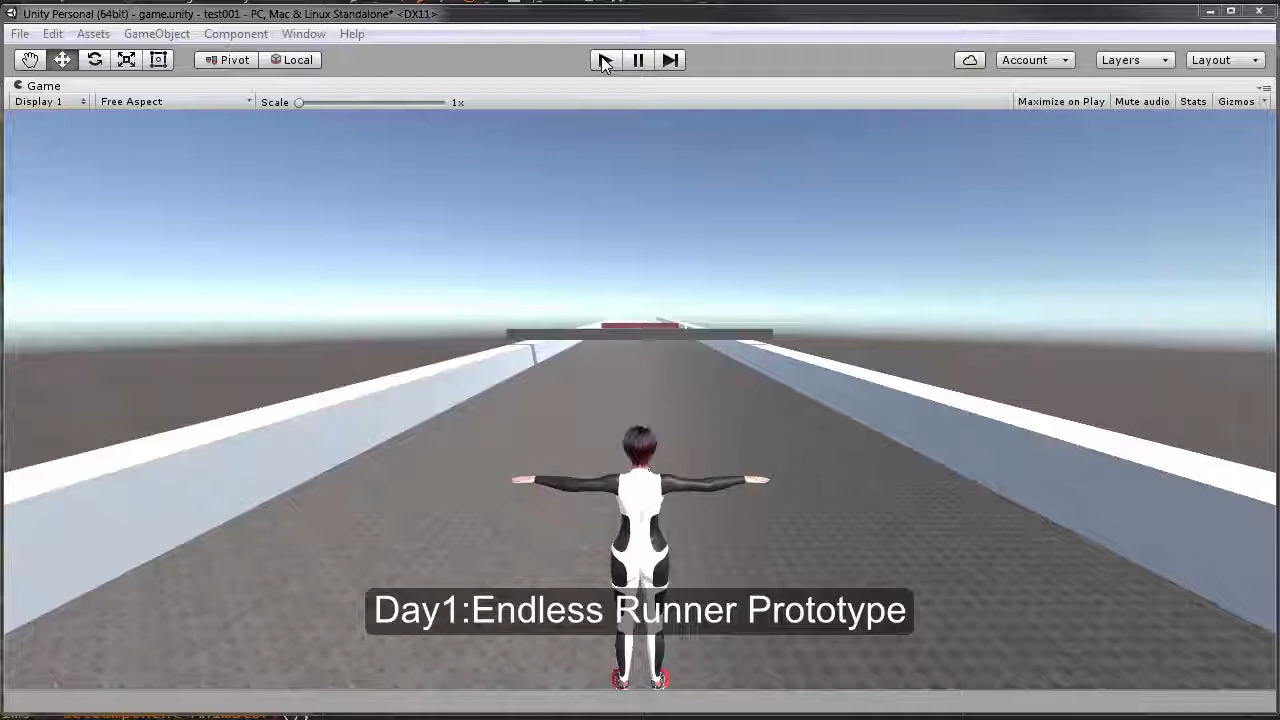 Unity Personal (64bit) - game.unity - test001 - PC, Mac & Linux Standalone* <DX11>
File Edit Assets GameObject Component Window Help
Pivot Local Account Layers Layout
Game
Display 1 Free Aspect Scale 1x Maximize on Play Mute audio Stats Gizmos
Day1:Endless Runner Prototype